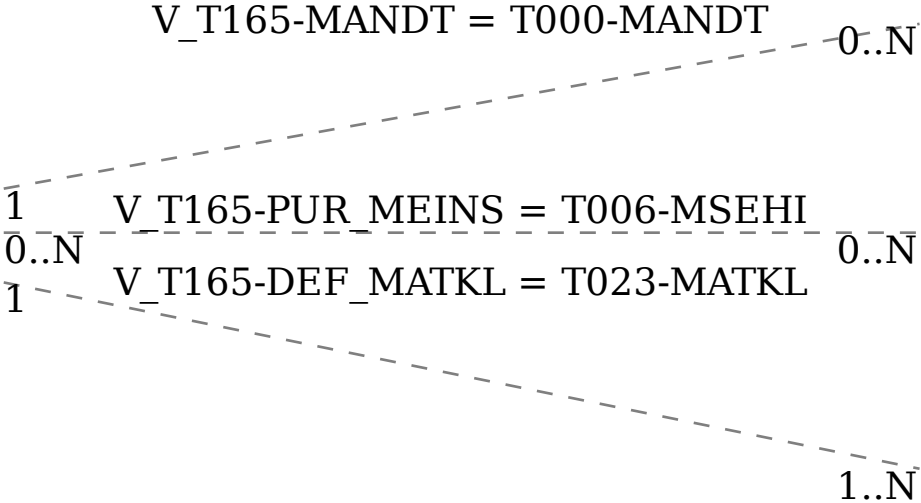 V_T165-MANDT = T000-MANDT
0..N
1
V_T165-PUR_MEINS = T006-MSEHI
0..N
0..N
V_T165-DEF_MATKL = T023-MATKL
1
1..N